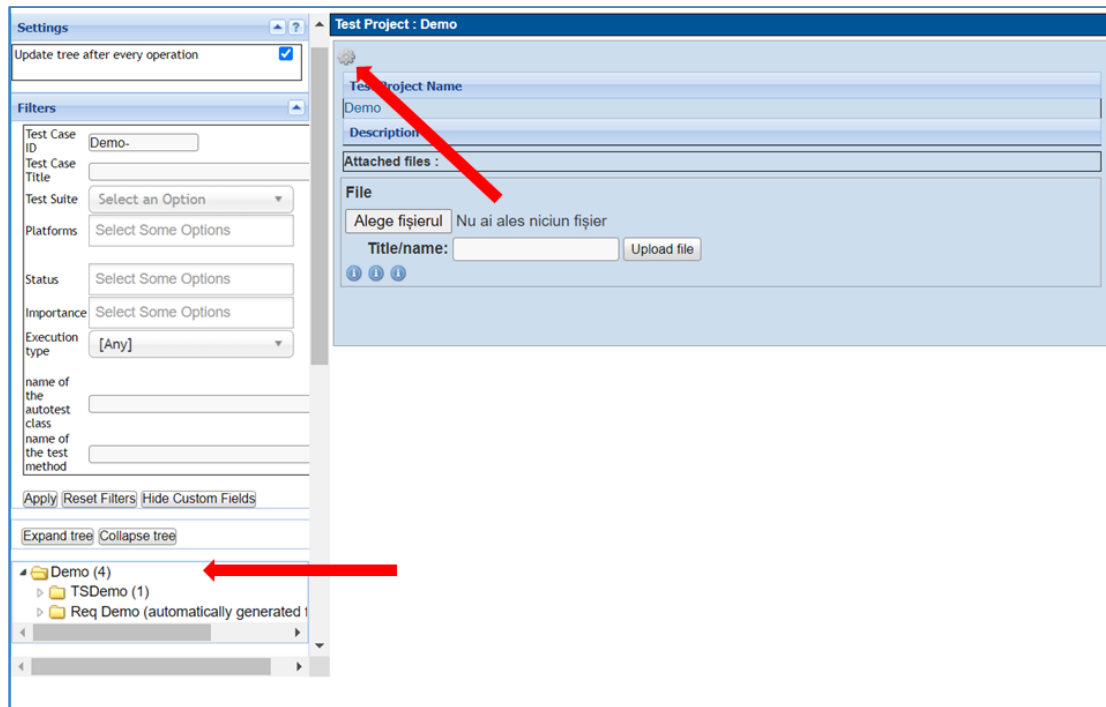 Settings
?
Update tree after every operation
Filters
Test Case
ID
Demo-
Test Case
Title
Test Suite
Select an Option
Platforms
Select Some Options
Status
Select Some Options
Importance
Select Some Options
Execution
type
[Any]
name of
the
autotest
class
name of
the test
method
Apply Reset Filters Hide Custom Fields
Expand tree Collapse tree
Demo (4)
TSDemo (1)
Req Demo (automatically generated
Test Project : Demo
Test Project Name
Demo
Description
Attached files :
File
Alege fișierul Nu ai ales niciun fișier
Title/name:
Upload file